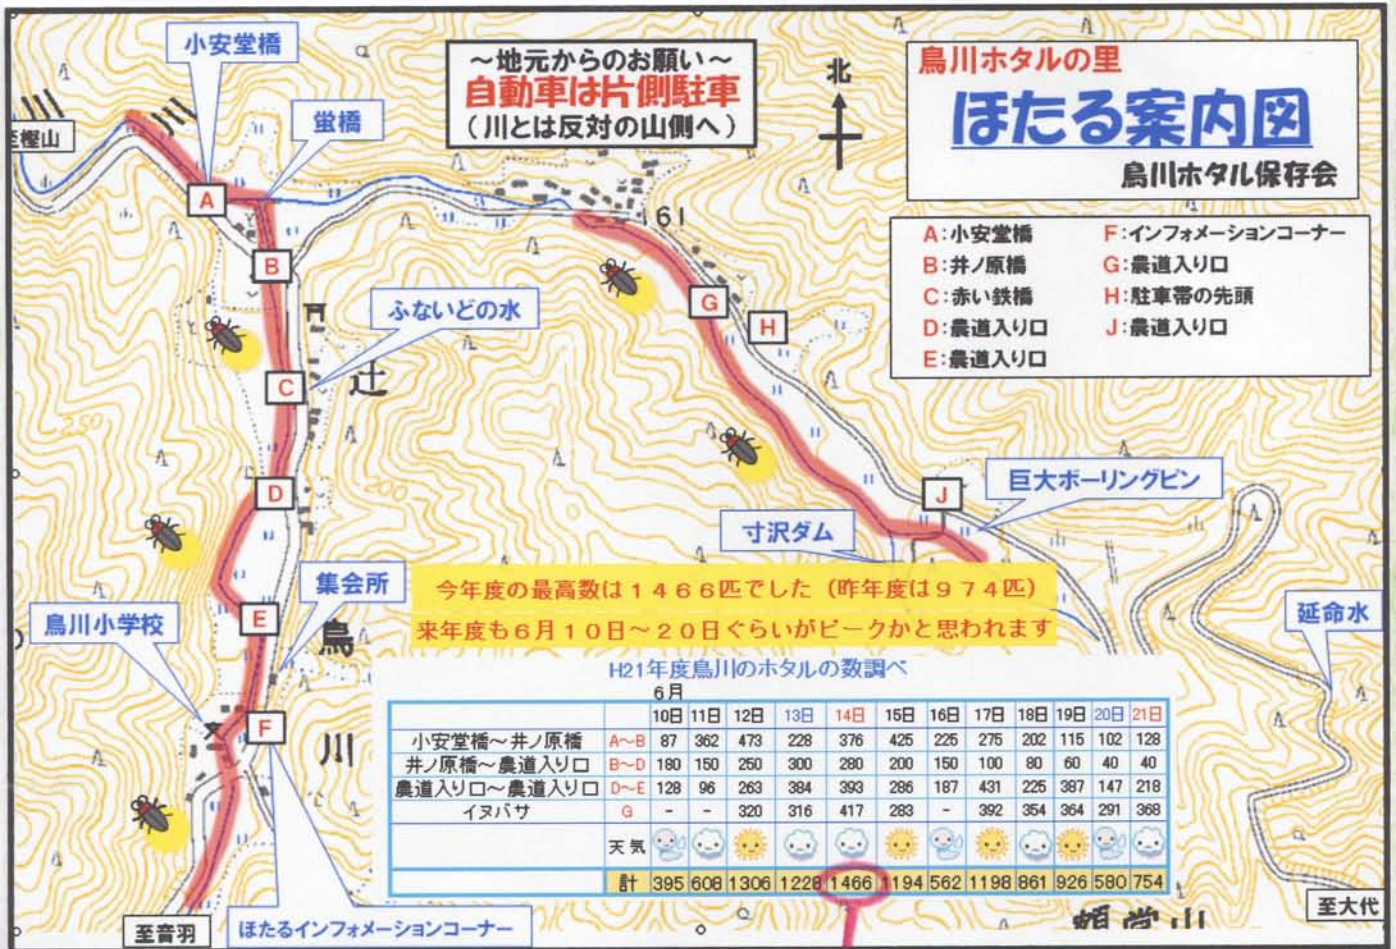 小安堂橋
～地元からのお願い～
自動車は片側駐車
（川とは反対の山側へ）
北
鳥川ホタルの里
ほたる案内図
鳥川ホタル保存会
至樫山
蛍橋
A
61
A:小安堂橋 F:インフォメーションコーナー
B:井ノ原橋 G:農道入り口
C:赤い鉄橋 H:駐車帯の先頭
D:農道入り口 J:農道入り口
E:農道入り口
B
G
H
ふないどの水
C
辻
250
200
D
J
巨大ボーリングピン
寸沢ダム
集会所
今年度の最高数は１４６６匹でした（昨年度は９７４匹）
来年度も６月１０日～２０日ぐらいがピークかと思われます
鳥川小学校
E
延命水
鳥
川
文
F
H21年度鳥川のホタルの数調べ
6月
10日 11日 12日 13日 14日 15日 16日 17日 18日 19日 20日 21日
小安堂橋～井ノ原橋 A～B 87 362 473 228 376 425 225 275 202 115 102 128
井ノ原橋～農道入り口 B～D 180 150 250 300 280 200 150 100 80 60 40 40
農道入り口～農道入り口 D～E 128 96 263 384 393 286 187 431 225 387 147 218
イヌバサ G - - 320 316 417 283 - 392 354 364 291 368
天気
計 395 608 1306 1228 1466 1194 562 1198 861 926 580 754
至音羽
ほたるインフォメーションコーナー
至大代